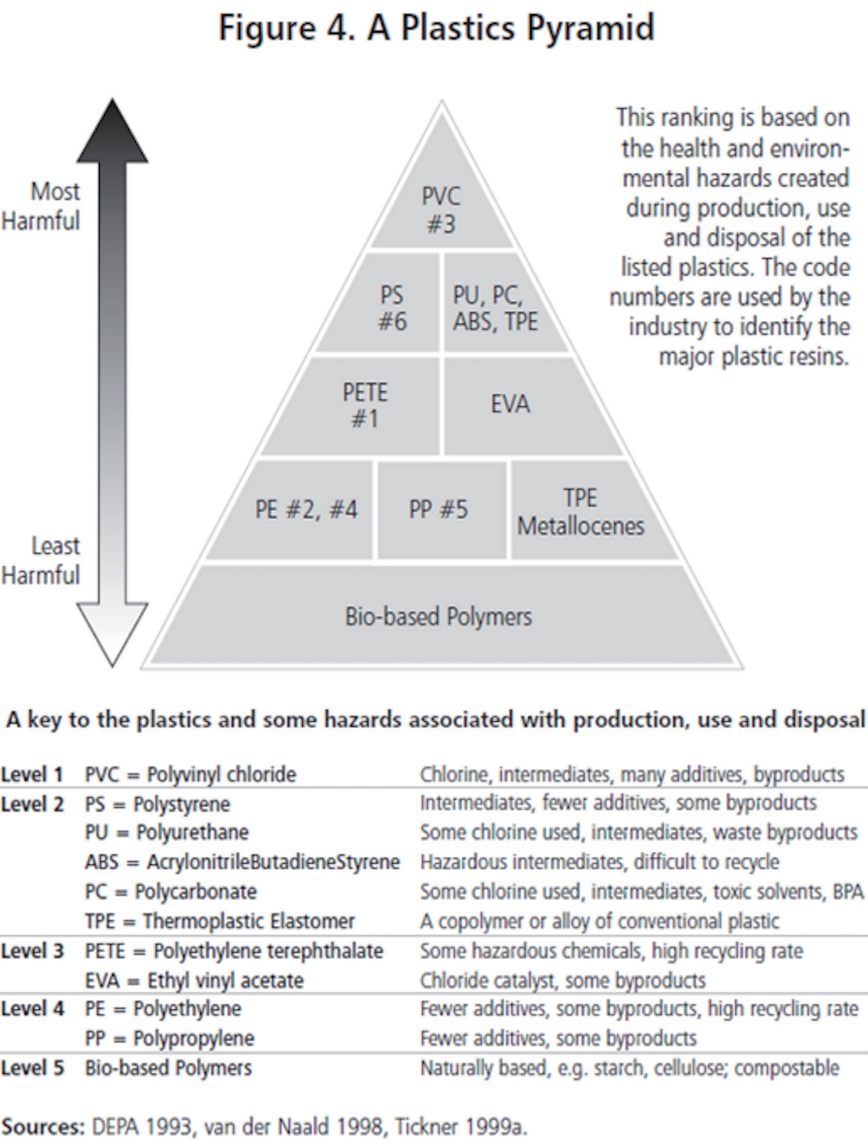 Figure 4. A Plastics Pyramid
This ranking is based on
the health and environ-
mental hazards created
during production, use
and disposal of the
listed plastics. The code
numbers are used by the
industry to identify the
major plastic resins.
Most
Harmful
Least
Harmful
PVC
#3
PS
#6
PU, PC,
ABS, TPE
PETE
#1
EVA
PE #2, #4
PP #5
TPE
Metallocenes
Bio-based Polymers
A key to the plastics and some hazards associated with production, use and disposal
Level 1 PVC = Polyvinyl chloride Chlorine, intermediates, many additives, byproducts
Level 2 PS = Polystyrene Intermediates, fewer additives, some byproducts
PU = Polyurethane Some chlorine used, intermediates, waste byproducts
ABS = AcrylonitrileButadieneStyrene Hazardous intermediates, difficult to recycle
PC = Polycarbonate Some chlorine used, intermediates, toxic solvents, BPA
TPE = Thermoplastic Elastomer A copolymer or alloy of conventional plastic
Level 3 PETE = Polyethylene terephthalate Some hazardous chemicals, high recycling rate
EVA = Ethyl vinyl acetate Chloride catalyst, some byproducts
Level 4 PE = Polyethylene Fewer additives, some byproducts, high recycling rate
PP = Polypropylene Fewer additives, some byproducts
Level 5 Bio-based Polymers Naturally based, e.g. starch, cellulose; compostable
Sources: DEPA 1993, van der Naald 1998, Tickner 1999a.